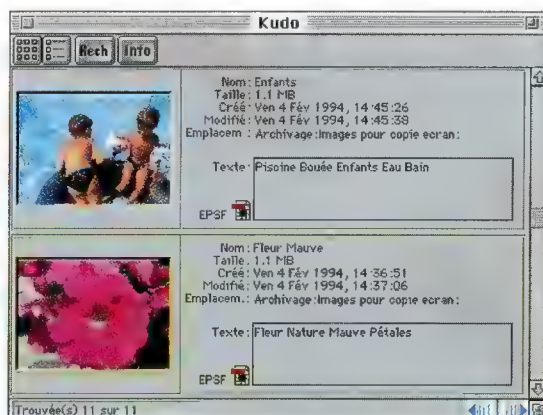 Kudo
Rech Info
Nom : Enfants
Taille : 1.1 MB
Créé : Ven 4 Fév 1994, 14:45:26
Modifié : Ven 4 Fév 1994, 14:45:38
Emplacem. : Archivage:Images pour copie ecran:
Texte : Piscine Bouée Enfants Eau Bain
EPSF
Nom : Fleur Mauve
Taille : 1.1 MB
Créé : Ven 4 Fév 1994, 14:36:51
Modifié : Ven 4 Fév 1994, 14:37:06
Emplacem. : Archivage:Images pour copie ecran:
Texte : Fleur Nature Mauve Pétales
EPSF
Trouvée(s) 11 sur 11